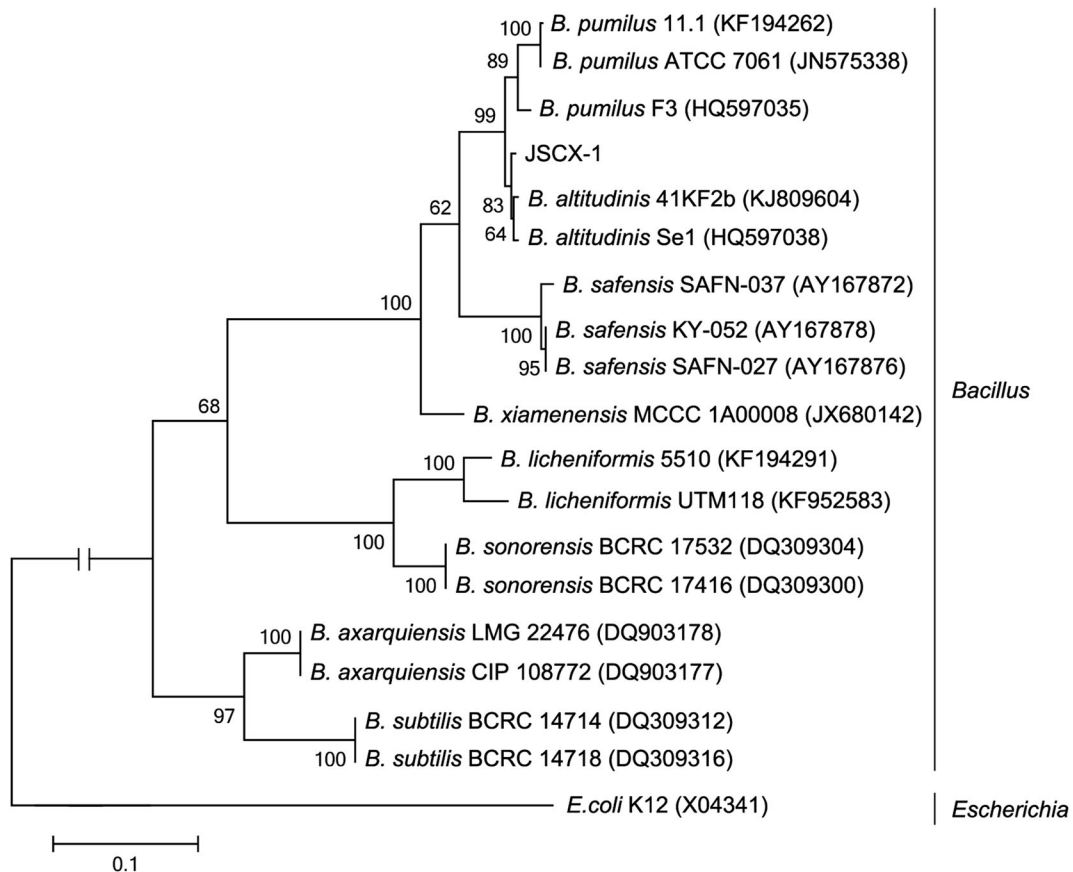 100 B. pumilus 11.1 (KF194262)
89 B. pumilus ATCC 7061 (JN575338)
B. pumilus F3 (HQ597035)
99
JSCX-1
83 B. altitudinis 41KF2b (KJ809604)
62
64 B. altitudinis Se1 (HQ597038)
B. safensis SAFN-037 (AY167872)
100
100 B. safensis KY-052 (AY167878)
95 B. safensis SAFN-027 (AY167876)
Bacillus
68
B. xiamenensis MCCC 1A00008 (JX680142)
100 B. licheniformis 5510 (KF194291)
B. licheniformis UTM118 (KF952583)
100 B. sonorensis BCRC 17532 (DQ309304)
100 B. sonorensis BCRC 17416 (DQ309300)
100 B. axarquiensis LMG 22476 (DQ903178)
B. axarquiensis CIP 108772 (DQ903177)
97 B. subtilis BCRC 14714 (DQ309312)
100 B. subtilis BCRC 14718 (DQ309316)
E.coli K12 (X04341)
Escherichia
0.1